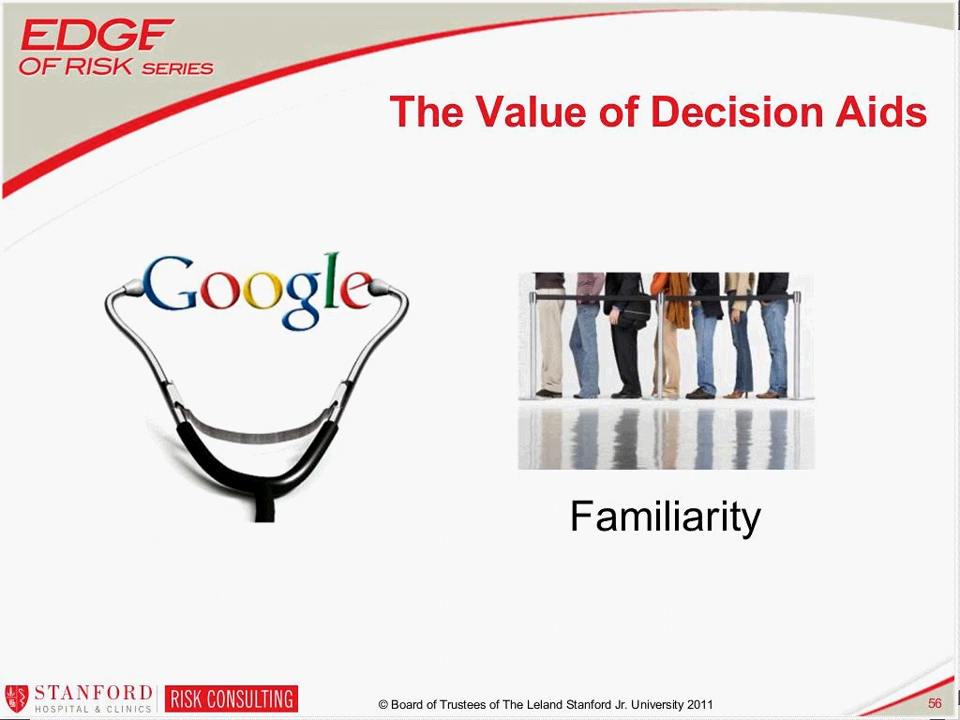 EDGE
OF RISK SERIES
The Value of Decision Aids
Google
Familiarity
STANFORD
HOSPITAL & CLINICS
RISK CONSULTING
© Board of Trustees of The Leland Stanford Jr. University 2011
56